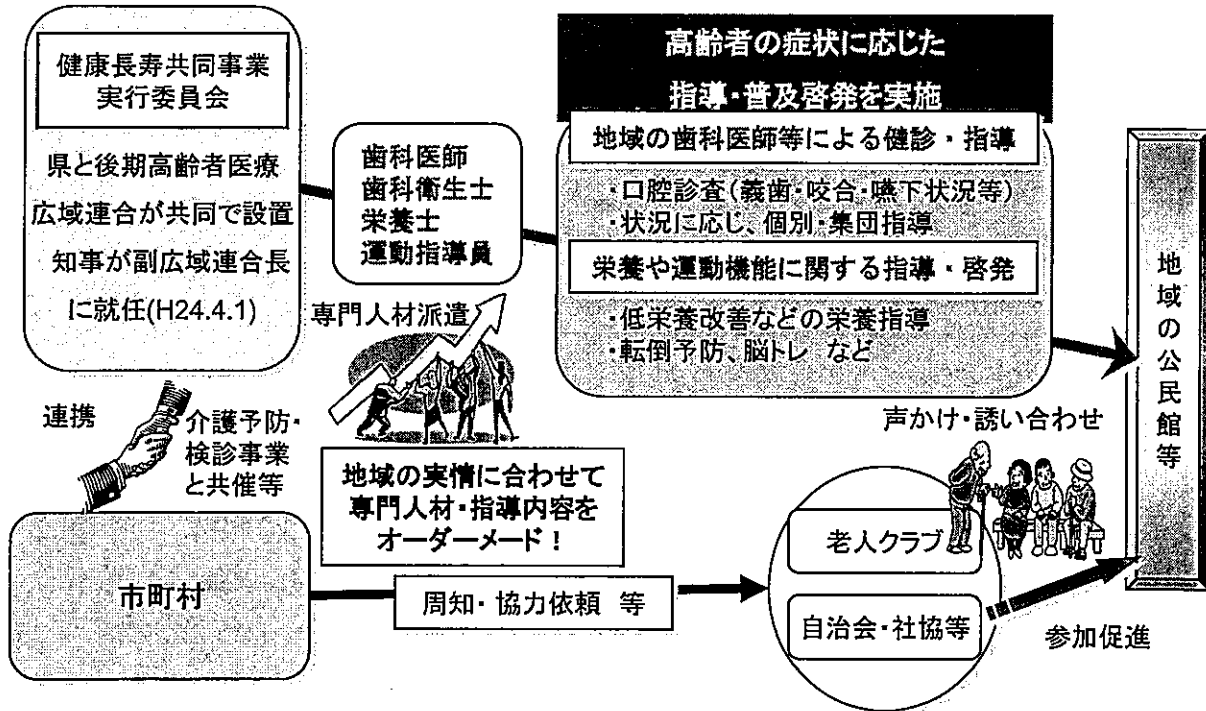 健康長寿共同事業
実行委員会
県と後期高齢者医療
広域連合が共同で設置
知事が副広域連合長
に就任(H24.4.1)
歯科医師
歯科衛生士
栄養士
運動指導員
専門人材派遣
高齢者の症状に応じた
指導・普及啓発を実施
地域の歯科医師等による健診・指導
・口腔診査(義歯・咬合・嚥下状況等)
・状況に応じ、個別・集団指導
栄養や運動機能に関する指導・啓発
・低栄養改善などの栄養指導
・転倒予防、脳トレ など
地域の公民館等
連携
介護予防・
検診事業
と共催等
地域の実情に合わせて
専門人材・指導内容を
オーダーメード！
声かけ・誘い合わせ
市町村
周知・協力依頼 等
老人クラブ
自治会・社協等
参加促進